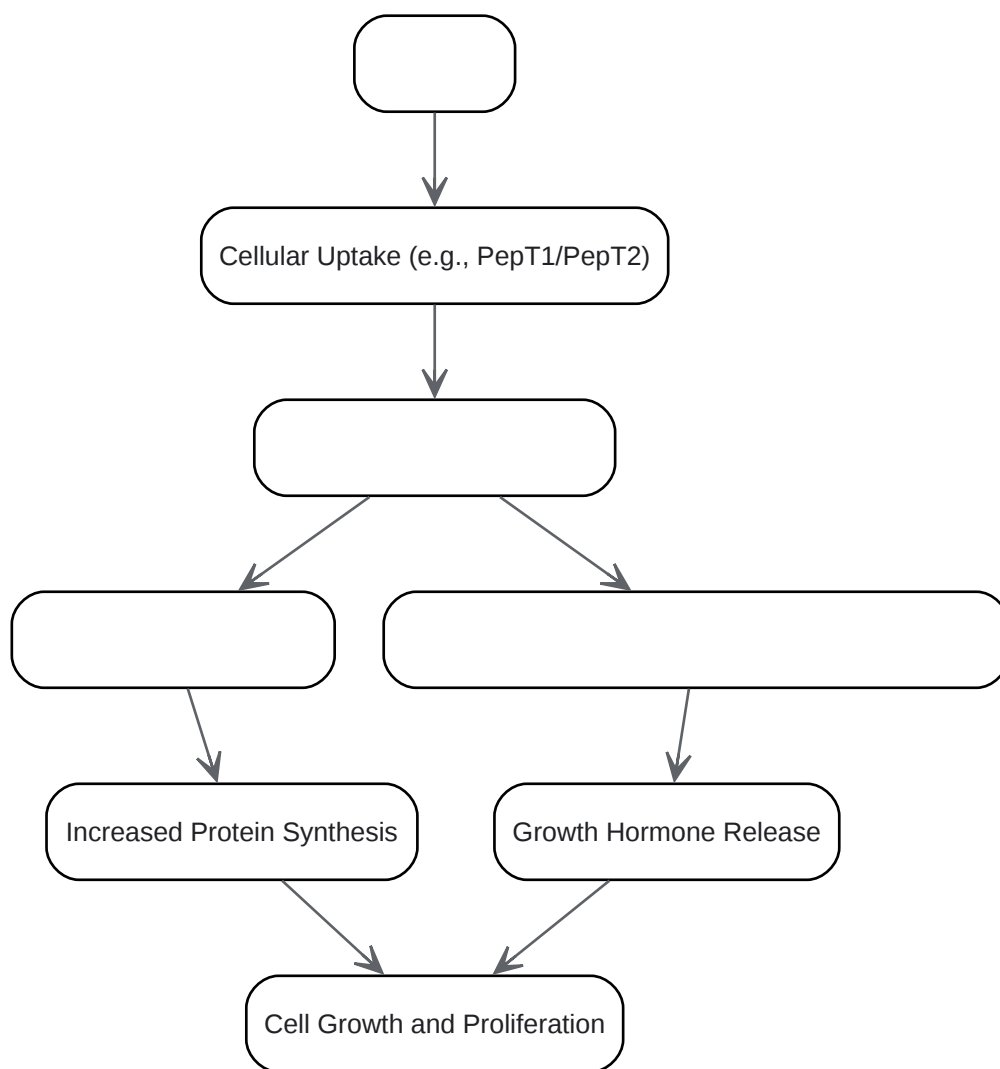 Cellular Uptake (e.g., PepT1/PepT2)
Increased Protein Synthesis
Growth Hormone Release
Cell Growth and Proliferation